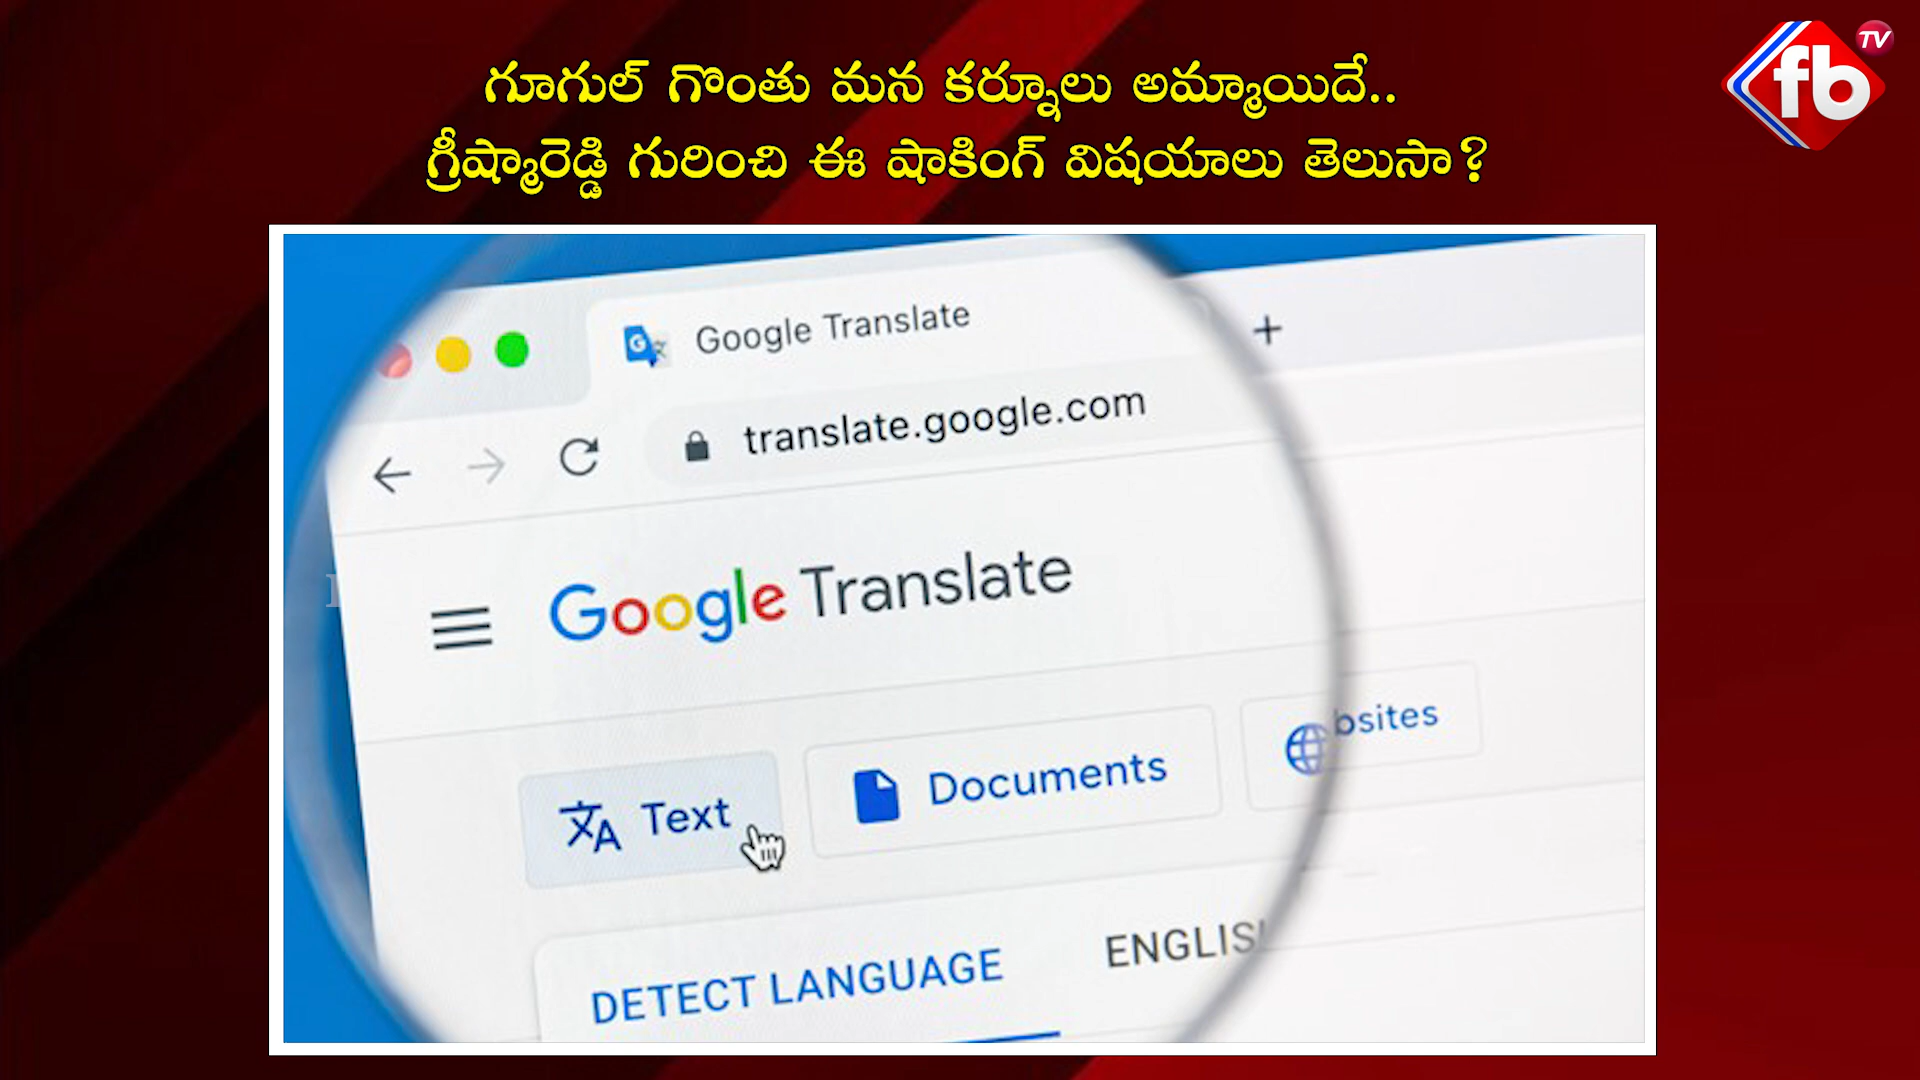 గూగుల్ గొంతు మన కర్నూలు అమ్మాయిదే..
గ్రీష్మారెడ్డి గురించి ఈ షాకింగ్ విషయాలు తెలుసా?
fb TV
Google Translate
translate.google.com
Google Translate
Text
Documents
bsites
DETECT LANGUAGE
ENGLIS